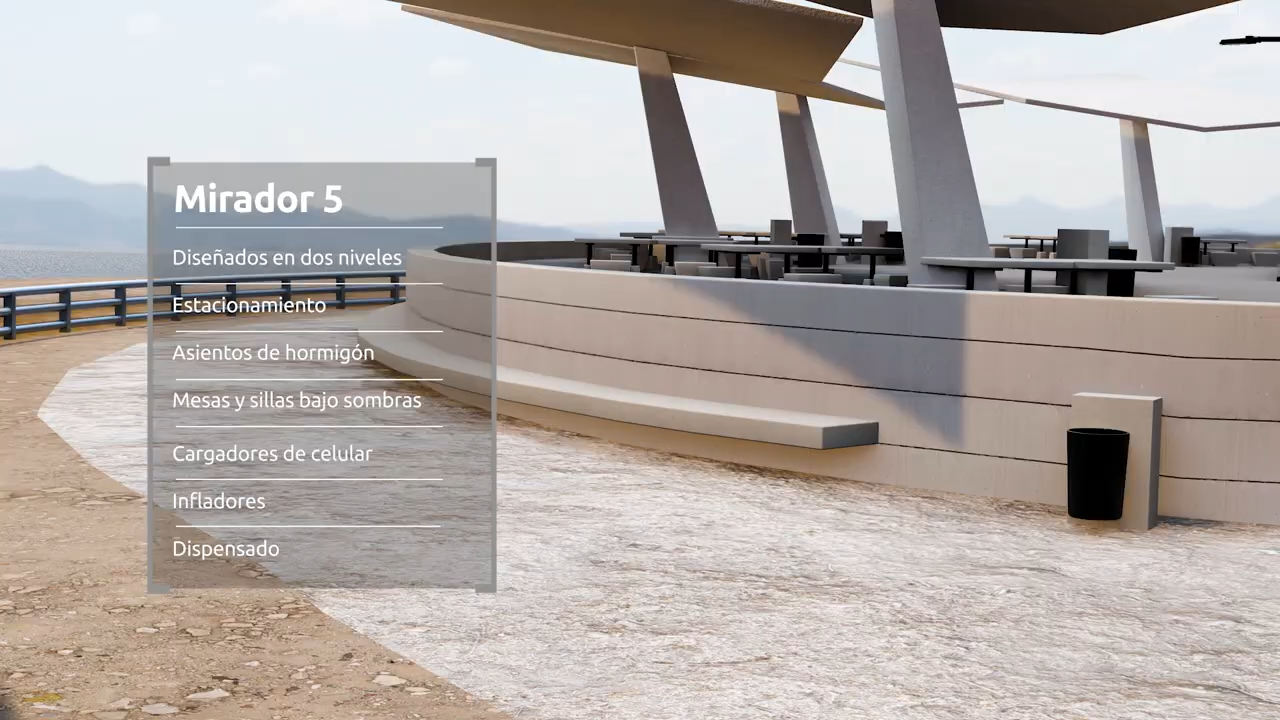 Mirador 5
Diseñados en dos niveles
Estacionamiento
Asientos de hormigón
Mesas y sillas bajo sombras
Cargadores de celular
Infladores
Dispensado